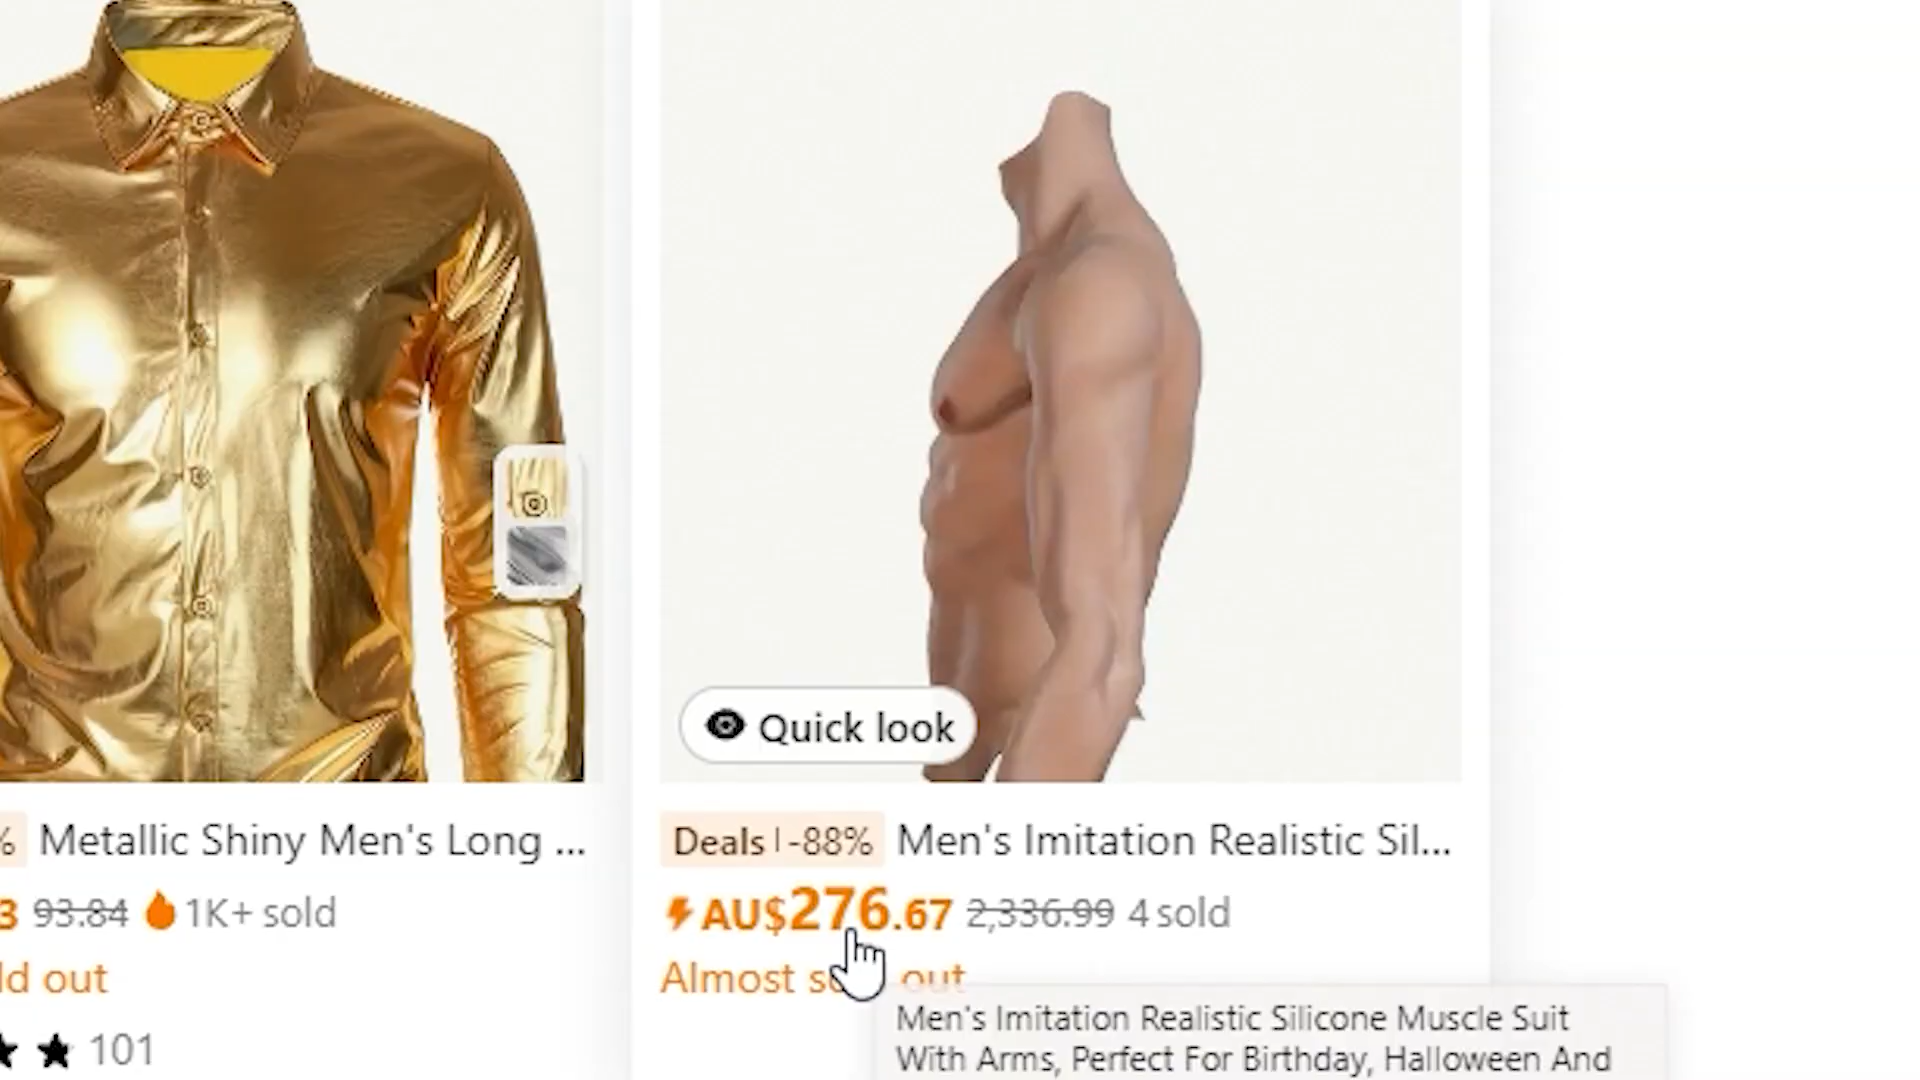 Quick look
% Metallic Shiny Men's Long ...
Deals | -88% Men's Imitation Realistic Sil...
3 93.84 1K+ sold
AU$276.67 2,336.99 4 sold
ld out
Almost s out
101
Men's Imitation Realistic Silicone Muscle Suit
With Arms, Perfect For Birthday, Halloween And